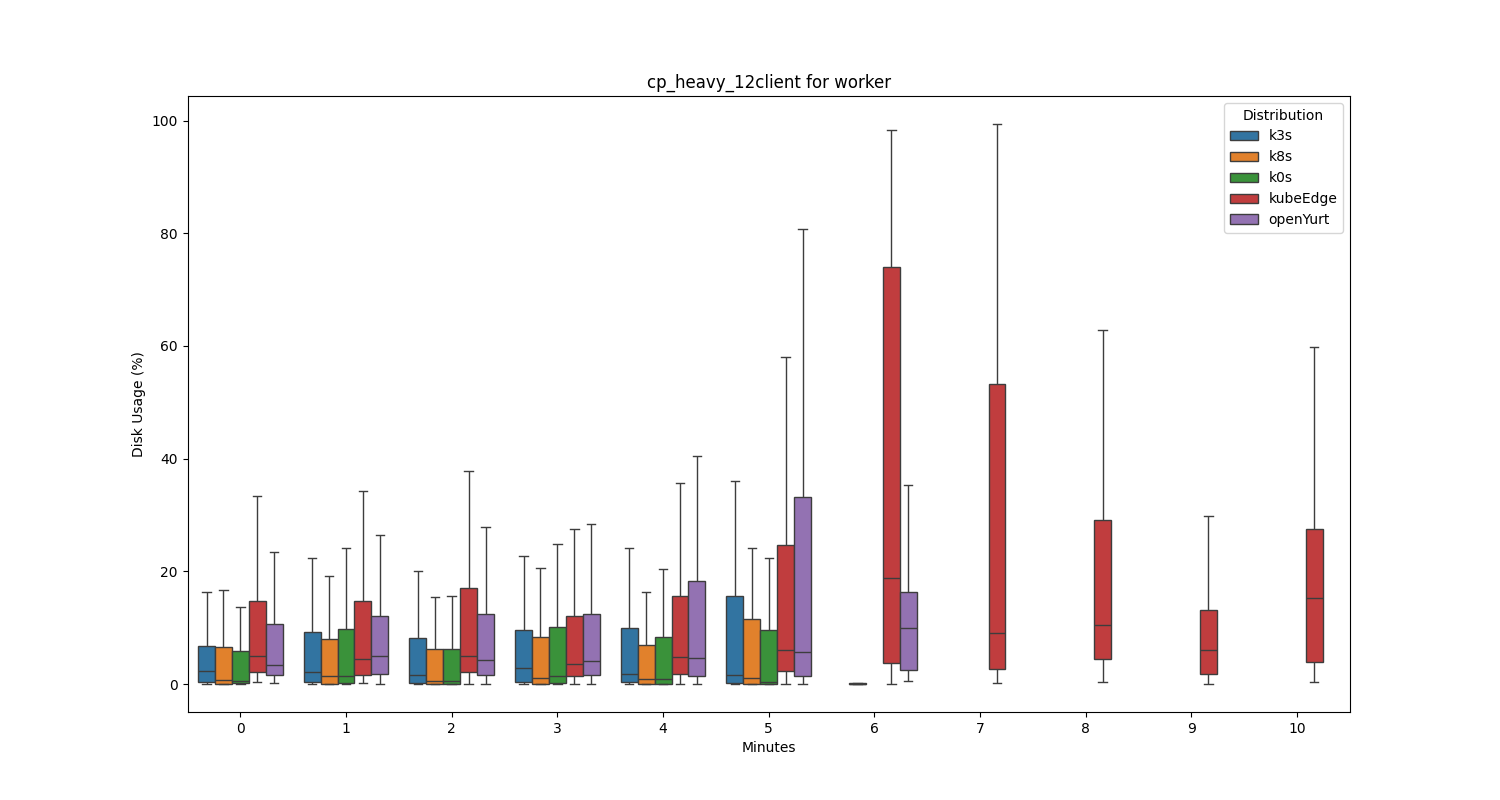 cp_heavy_12client for worker
Distribution
k3s
k8s
k0s
kubeEdge
openYurt
Disk Usage (%)
100
80
60
40
20
0
0 1 2 3 4 5 6 7 8 9 10
Minutes